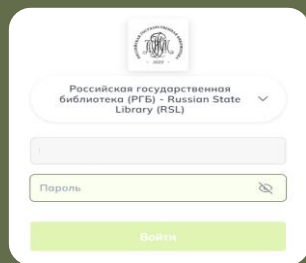 Российская государственная
библиотека (РГБ) - Russian State
Library (RSL)
Пароль
Войти